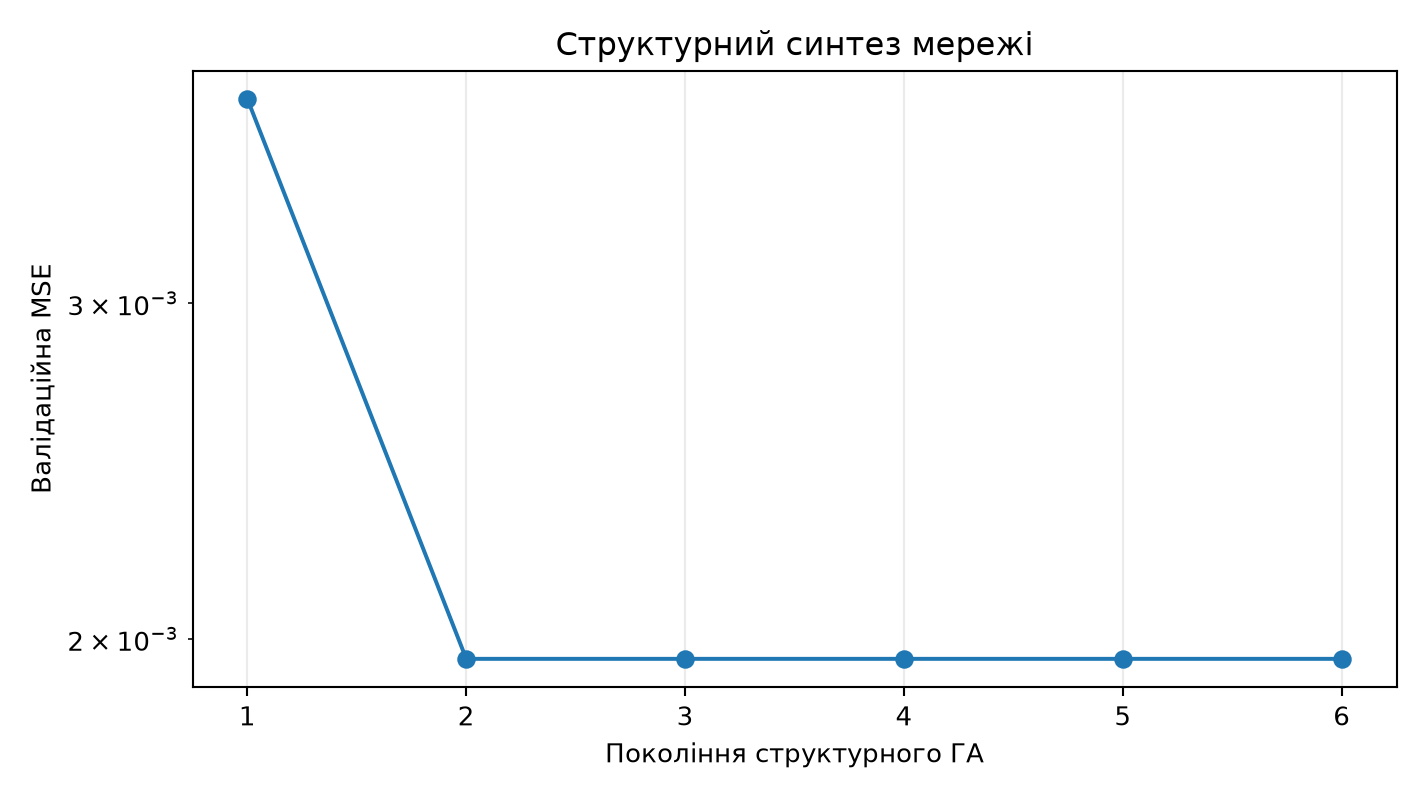 Структурний синтез мережі
Валідаційна MSE
3 × 10⁻³
2 × 10⁻³
1 2 3 4 5 6
Покоління структурного ГА